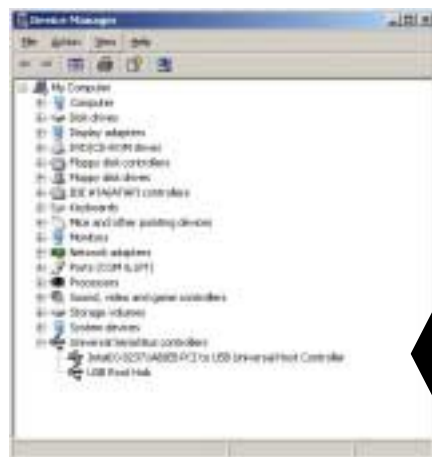 Device Manager
File Action View Help
My Computer
Computer
Disk drives
Display adapters
DVD/CD-ROM drives
Floppy disk controllers
Floppy disk drives
IDE ATA/ATAPI controllers
Keyboards
Mice and other pointing devices
Monitors
Network adapters
Ports (COM & LPT)
Processors
Sound, video and game controllers
Storage volumes
System devices
Universal Serial Bus controllers
PCI to USB Universal Host Controller
USB Root Hub